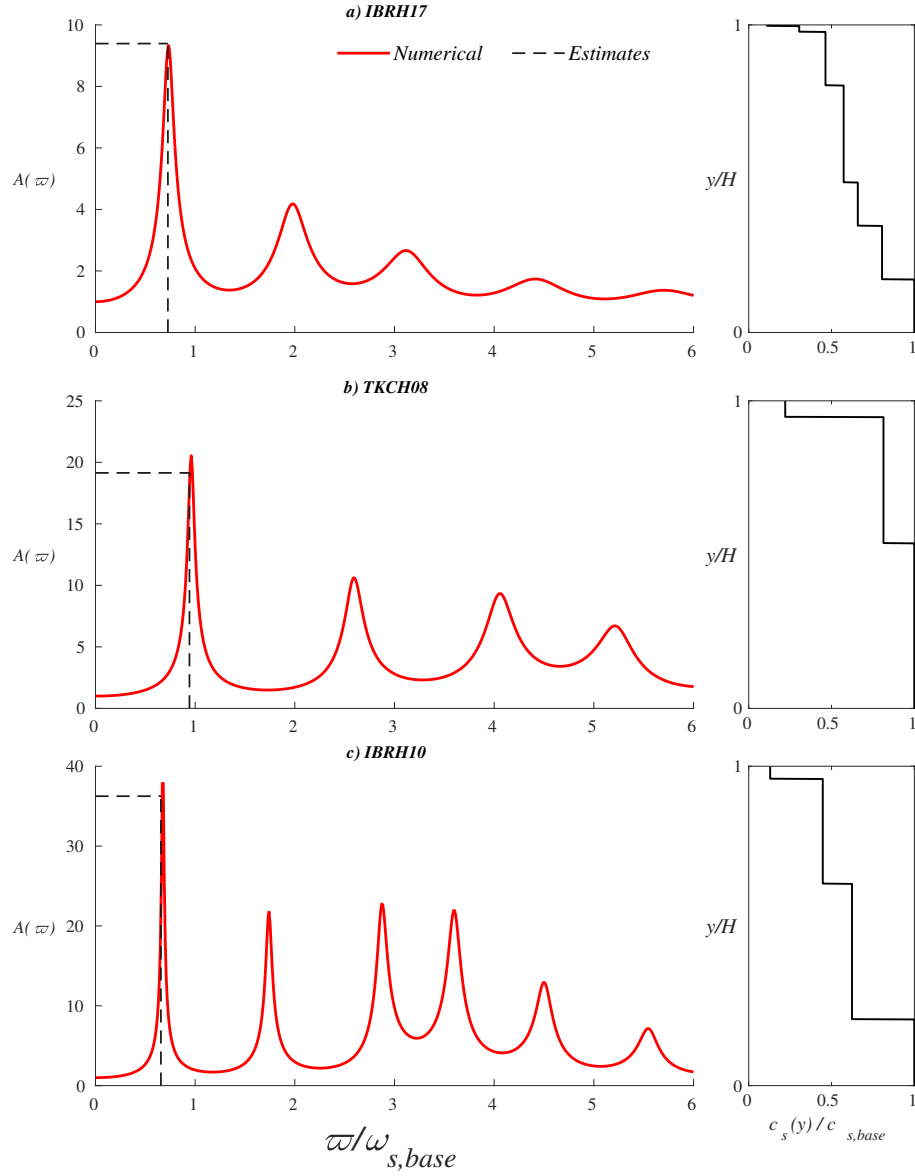 a) IBRH17
Numerical
Estimates
10
8
6
4
2
0
A(ϖ)
0 1 2 3 4 5 6
1
y/H
0
0 0.5 1
b) TKCH08
25
20
15
10
5
0
A(ϖ)
0 1 2 3 4 5 6
1
y/H
0
0 0.5 1
c) IBRH10
40
30
20
10
0
A(ϖ)
0 1 2 3 4 5 6
ϖ/ω s,base
1
y/H
0
0 0.5 1
c s (y) / c s,base